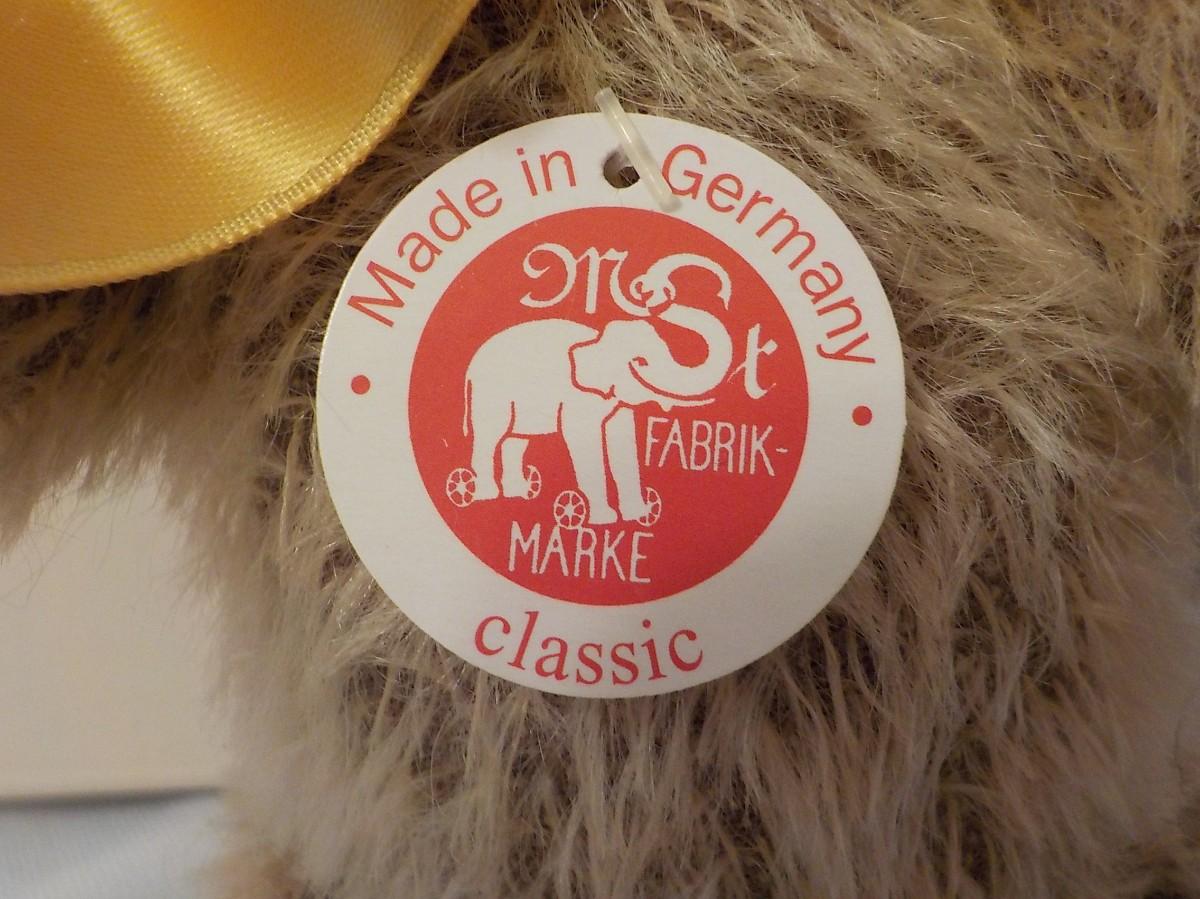 Made in Germany
MSt
FABRIK-
MARKE
classic